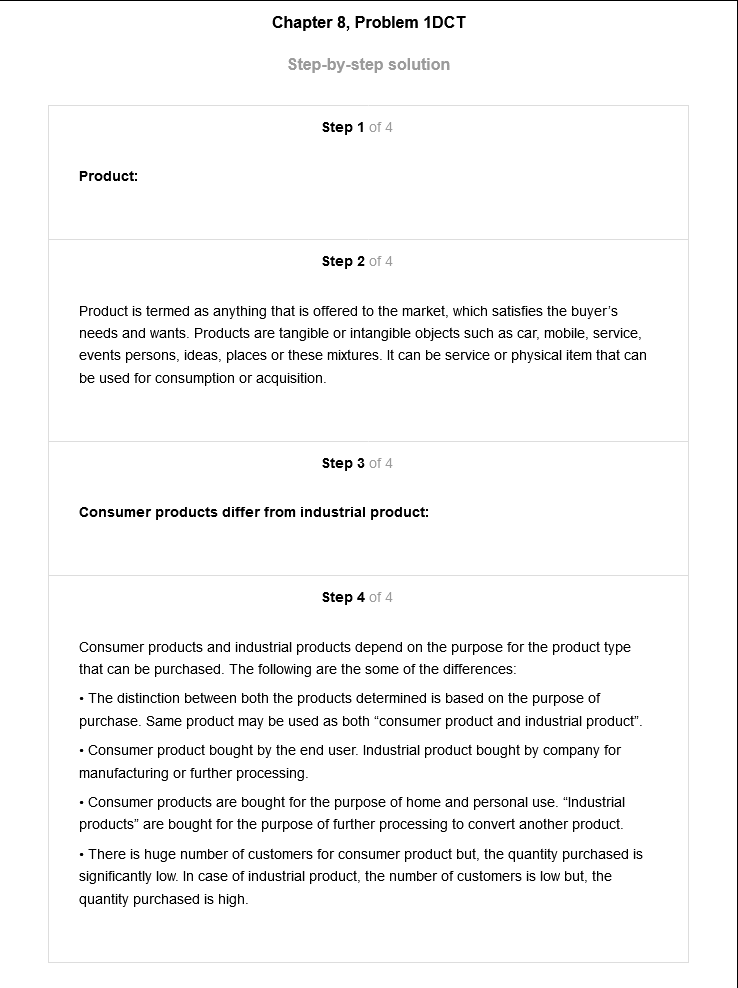 Chapter 8, Problem 1DCT
Step-by-step solution
Step 1 of 4
Product:
Step 2 of 4
Product is termed as anything that is offered to the market, which satisfies the buyer’s
needs and wants. Products are tangible or intangible objects such as car, mobile, service,
events persons, ideas, places or these mixtures. It can be service or physical item that can
be used for consumption or acquisition.
Step 3 of 4
Consumer products differ from industrial product:
Step 4 of 4
Consumer products and industrial products depend on the purpose for the product type
that can be purchased. The following are the some of the differences:
• The distinction between both the products determined is based on the purpose of
purchase. Same product may be used as both “consumer product and industrial product”.
• Consumer product bought by the end user. Industrial product bought by company for
manufacturing or further processing.
• Consumer products are bought for the purpose of home and personal use. “Industrial
products” are bought for the purpose of further processing to convert another product.
• There is huge number of customers for consumer product but, the quantity purchased is
significantly low. In case of industrial product, the number of customers is low but, the
quantity purchased is high.